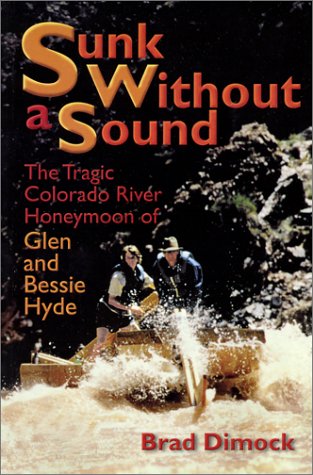 Sunk
Without
a Sound
The Tragic
Colorado River
Honeymoon of
Glen
and
Bessie
Hyde
Brad Dimock